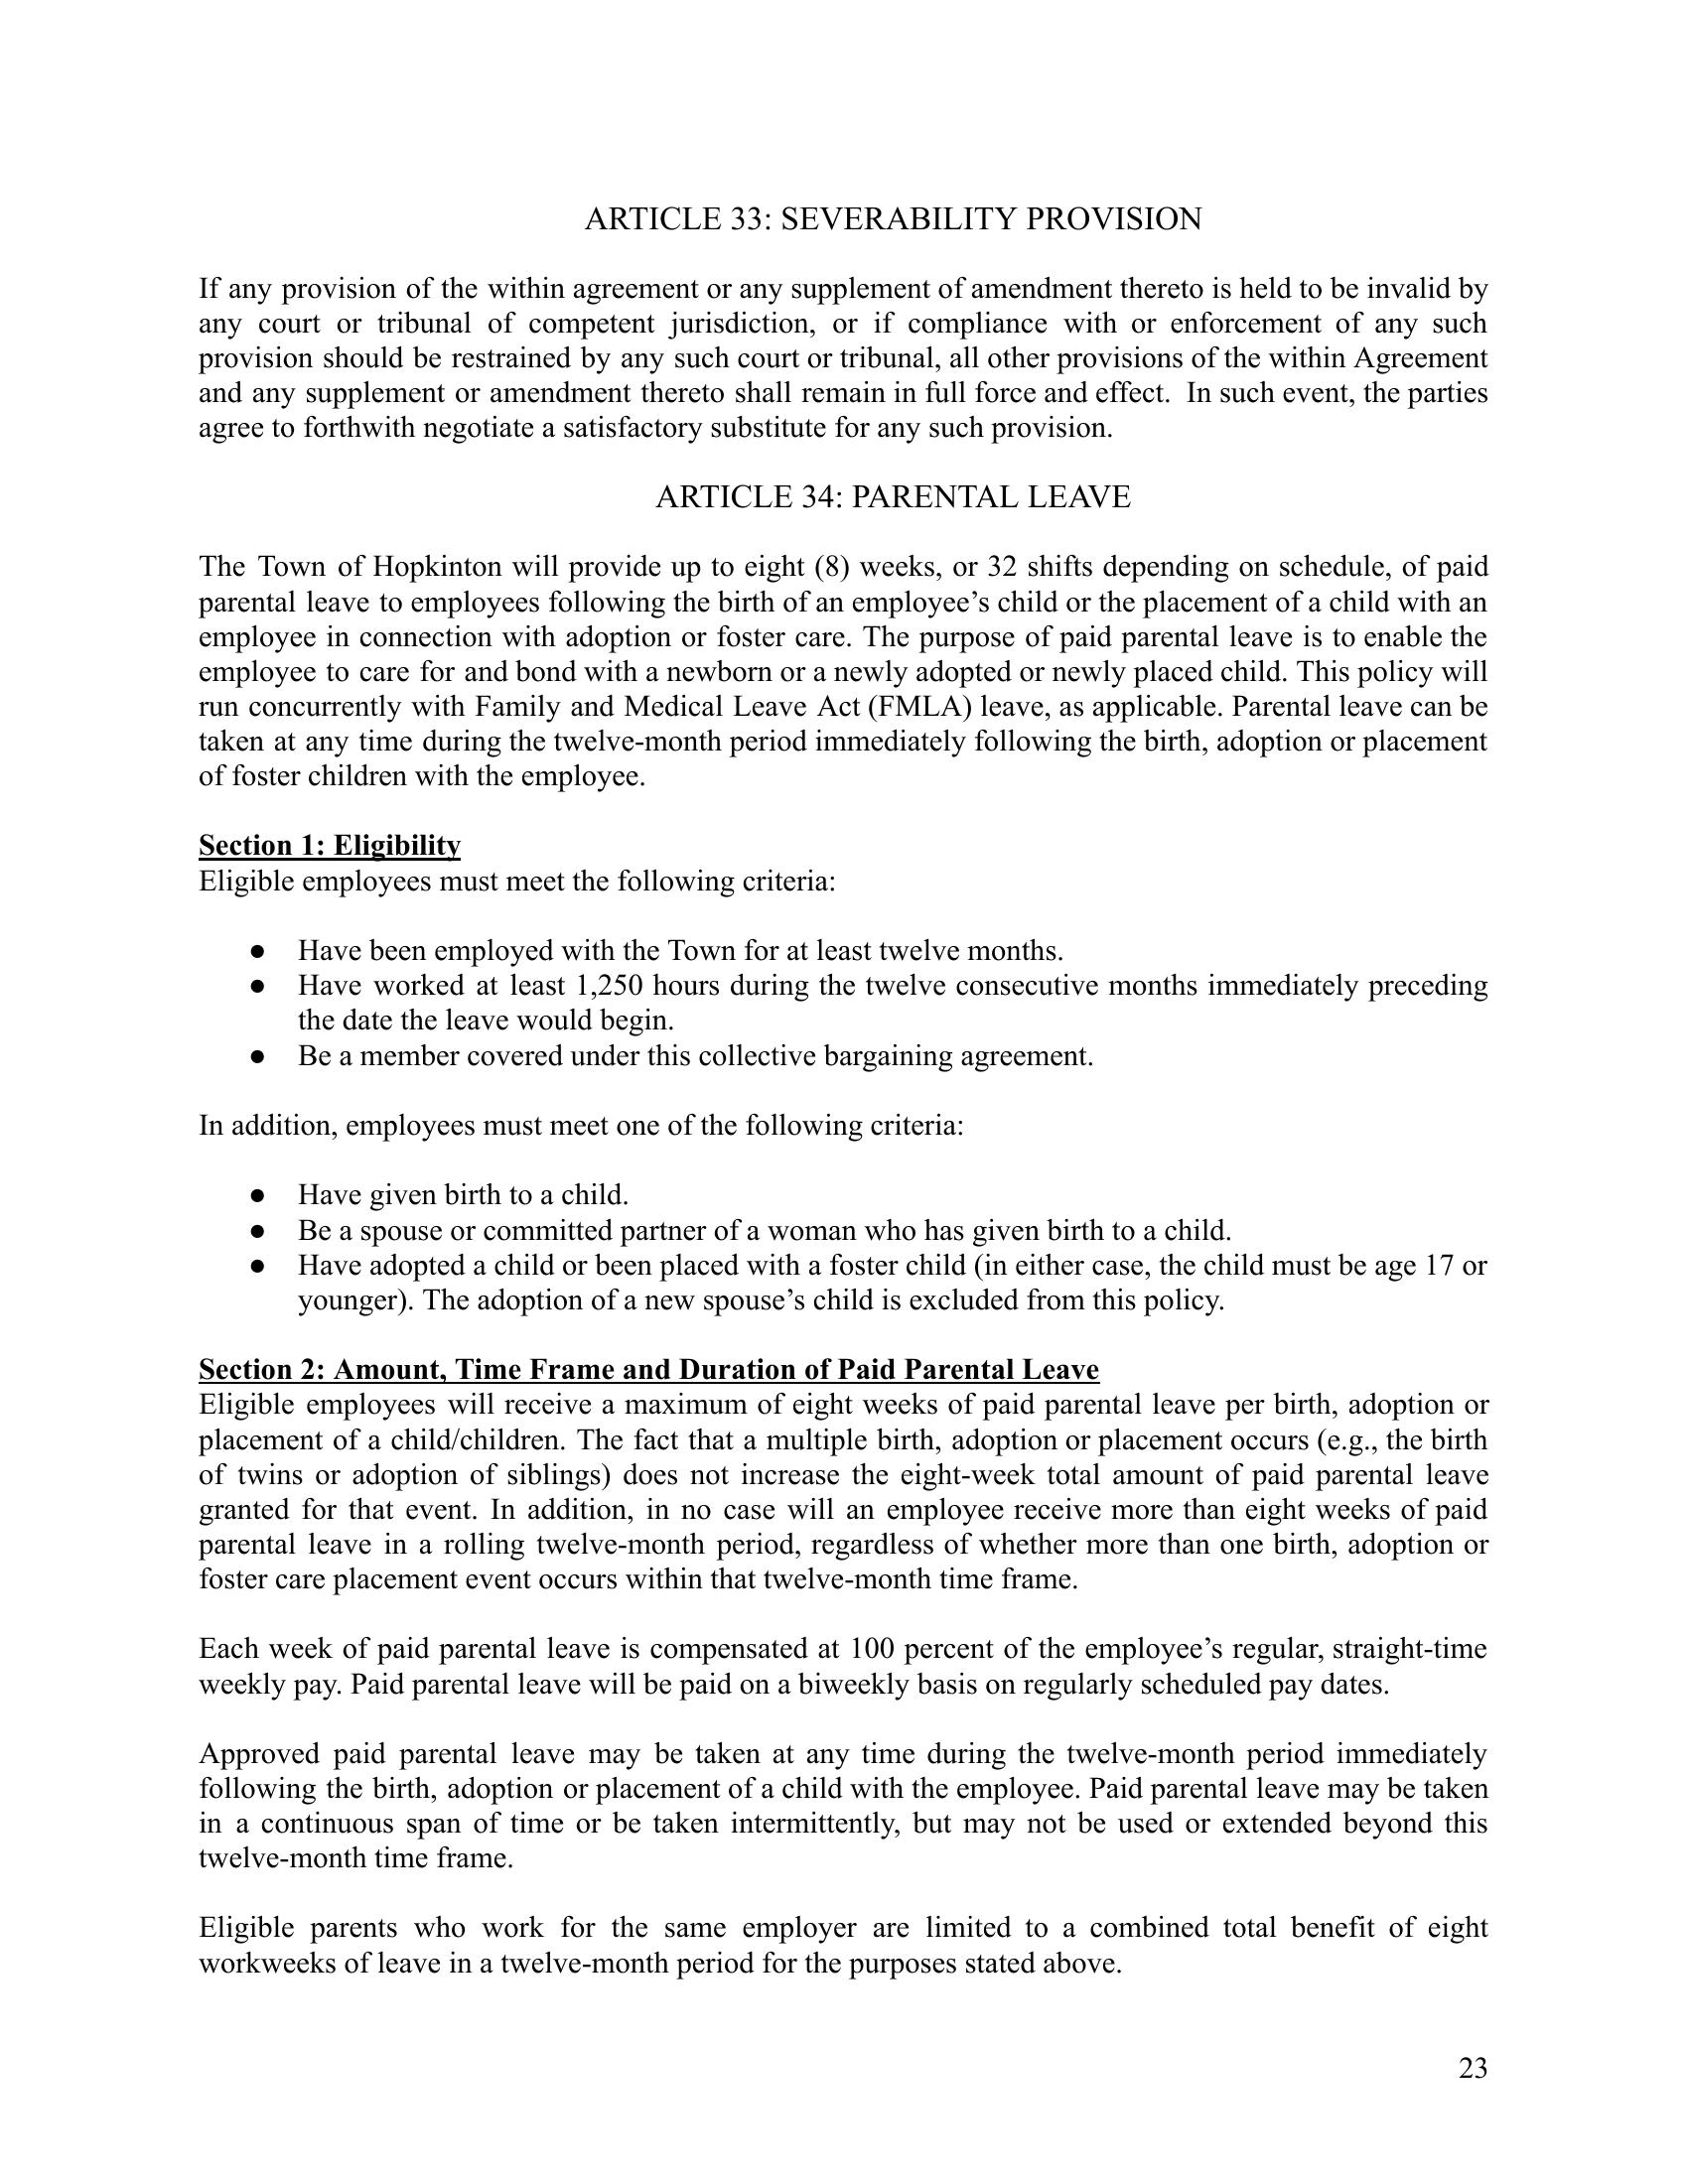 ARTICLE 33: SEVERABILITY PROVISION
If any provision of the within agreement or any supplement of amendment thereto is held to be invalid by
any court or tribunal of competent jurisdiction, or if compliance with or enforcement of any such
provision should be restrained by any such court or tribunal, all other provisions of the within Agreement
and any supplement or amendment thereto shall remain in full force and effect.  In such event, the parties
agree to forthwith negotiate a satisfactory substitute for any such provision.
ARTICLE 34: PARENTAL LEAVE
The Town of Hopkinton will provide up to eight (8) weeks, or 32 shifts depending on schedule, of paid
parental leave to employees following the birth of an employee’s child or the placement of a child with an
employee in connection with adoption or foster care. The purpose of paid parental leave is to enable the
employee to care for and bond with a newborn or a newly adopted or newly placed child. This policy will
run concurrently with Family and Medical Leave Act (FMLA) leave, as applicable. Parental leave can be
taken at any time during the twelve-month period immediately following the birth, adoption or placement
of foster children with the employee.
Section 1: Eligibility
Eligible employees must meet the following criteria:
● Have been employed with the Town for at least twelve months.
● Have worked at least 1,250 hours during the twelve consecutive months immediately preceding
the date the leave would begin.
● Be a member covered under this collective bargaining agreement.
In addition, employees must meet one of the following criteria:
● Have given birth to a child.
● Be a spouse or committed partner of a woman who has given birth to a child.
● Have adopted a child or been placed with a foster child (in either case, the child must be age 17 or
younger). The adoption of a new spouse’s child is excluded from this policy.
Section 2: Amount, Time Frame and Duration of Paid Parental Leave
Eligible employees will receive a maximum of eight weeks of paid parental leave per birth, adoption or
placement of a child/children. The fact that a multiple birth, adoption or placement occurs (e.g., the birth
of twins or adoption of siblings) does not increase the eight-week total amount of paid parental leave
granted for that event. In addition, in no case will an employee receive more than eight weeks of paid
parental leave in a rolling twelve-month period, regardless of whether more than one birth, adoption or
foster care placement event occurs within that twelve-month time frame.
Each week of paid parental leave is compensated at 100 percent of the employee’s regular, straight-time
weekly pay. Paid parental leave will be paid on a biweekly basis on regularly scheduled pay dates.
Approved paid parental leave may be taken at any time during the twelve-month period immediately
following the birth, adoption or placement of a child with the employee. Paid parental leave may be taken
in a continuous span of time or be taken intermittently, but may not be used or extended beyond this
twelve-month time frame.
Eligible parents who work for the same employer are limited to a combined total benefit of eight
workweeks of leave in a twelve-month period for the purposes stated above.
23